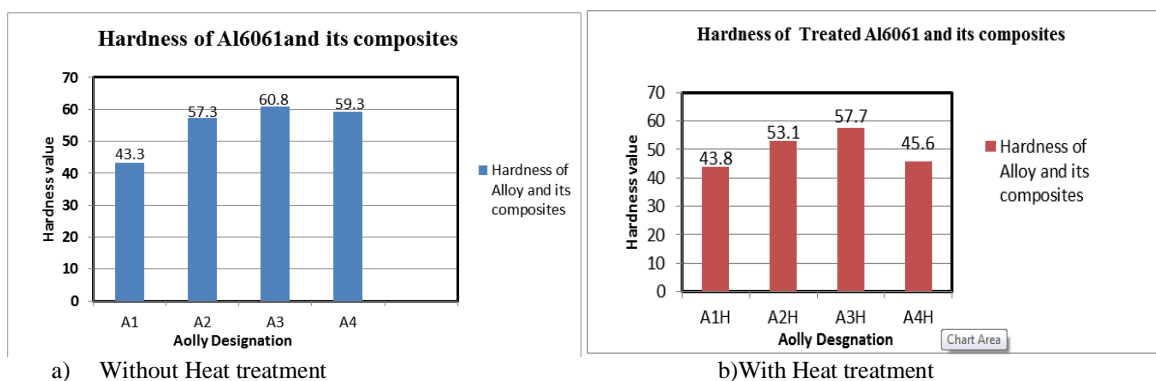 Hardness of Al6061and its composites
70
60
50
40
30
20
10
0
Hardness value
43.3
57.3
60.8
59.3
A1
A2
A3
A4
Aolly Designation
Hardness of
Alloy and its
composites
a) Without Heat treatment
Hardness of Treated Al6061 and its composites
70
60
50
40
30
20
10
0
Hardness value
43.8
53.1
57.7
45.6
A1H
A2H
A3H
A4H
Alloy Desgnation
Chart Area
Hardness of
Alloy and its
composites
b)With Heat treatment